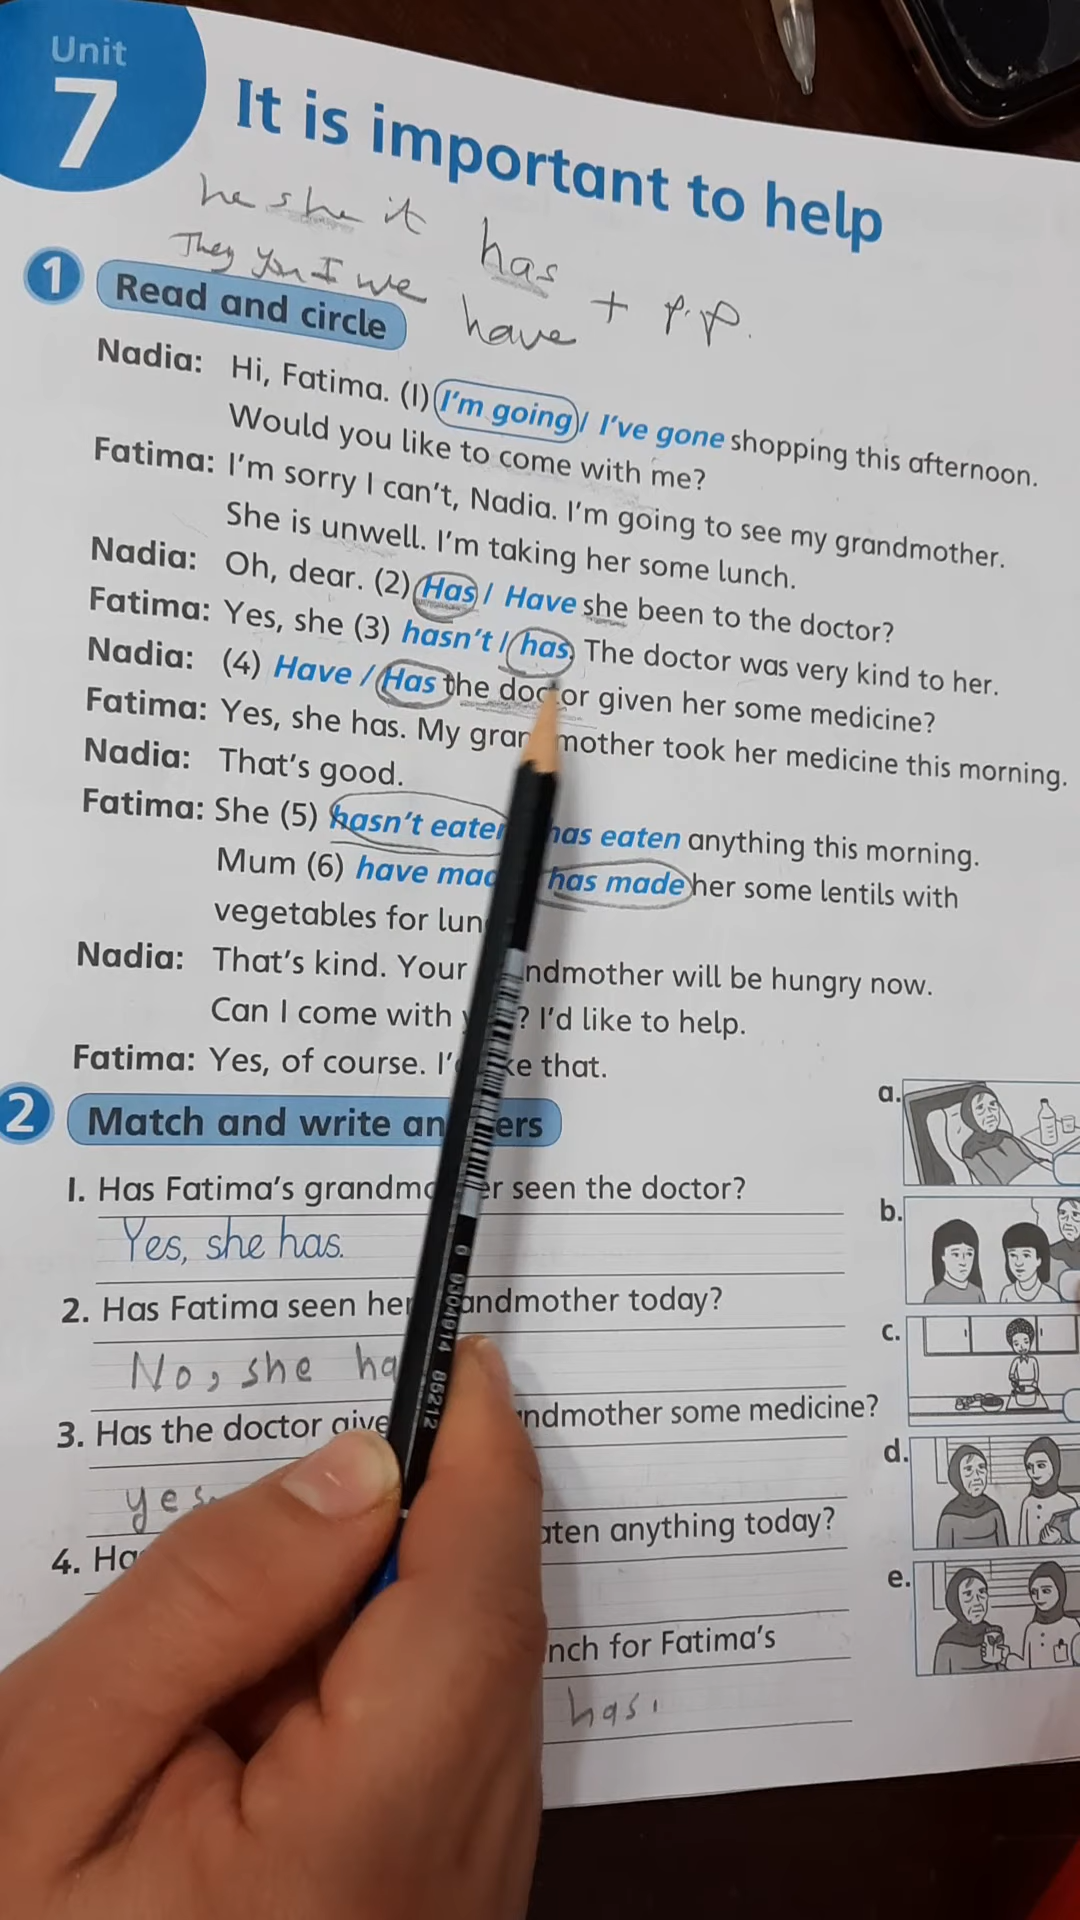 Unit
7
It is important to help
he she it has
They You I we have + p.p.
1 Read and circle
Nadia: Hi, Fatima. (1) I'm going / I've gone shopping this afternoon.
Would you like to come with me?
Fatima: I'm sorry I can't, Nadia. I'm going to see my grandmother.
She is unwell. I'm taking her some lunch.
Nadia: Oh, dear. (2) Has / Have she been to the doctor?
Fatima: Yes, she (3) hasn't / has. The doctor was very kind to her.
Nadia: (4) Have / Has the doctor given her some medicine?
Fatima: Yes, she has. My grandmother took her medicine this morning.
Nadia: That's good.
Fatima: She (5) hasn't eaten has eaten anything this morning.
Mum (6) have mad has made her some lentils with
vegetables for lun
Nadia: That's kind. Your ndmother will be hungry now.
Can I come with ? I'd like to help.
Fatima: Yes, of course. I' ke that.
2 Match and write an ers
1. Has Fatima's grandmo er seen the doctor?
Yes, she has.
2. Has Fatima seen her andmother today?
No, she ha
3. Has the doctor give ndmother some medicine?
yes
4. Ha aten anything today?
nch for Fatima's
has.
a.
b.
c.
d.
e.
6 9304914 85212